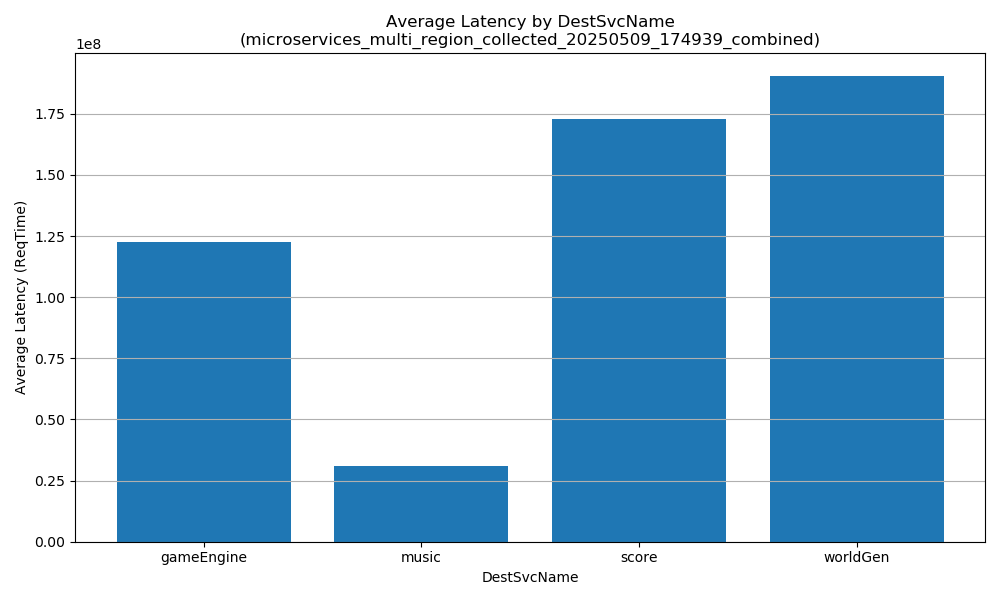 Average Latency by DestSvcName
(microservices_multi_region_collected_20250509_174939_combined)
1e8
1.75
1.50
1.25
1.00
0.75
0.50
0.25
0.00
Average Latency (ReqTime)
gameEngine
music
score
worldGen
DestSvcName